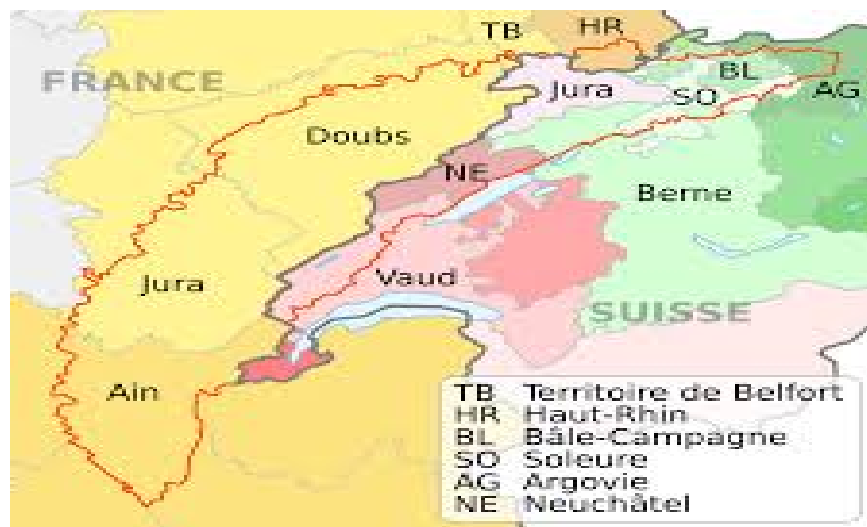 TB
HR
FRANCE
BL
Jura
SO
AG
Doubs
NE
Berne
Vaud
Jura
SUISSE
Ain
TB Territoire de Belfort
HR Haut-Rhin
BL Bâle-Campagne
SO Soleure
AG Argovie
NE Neuchâtel